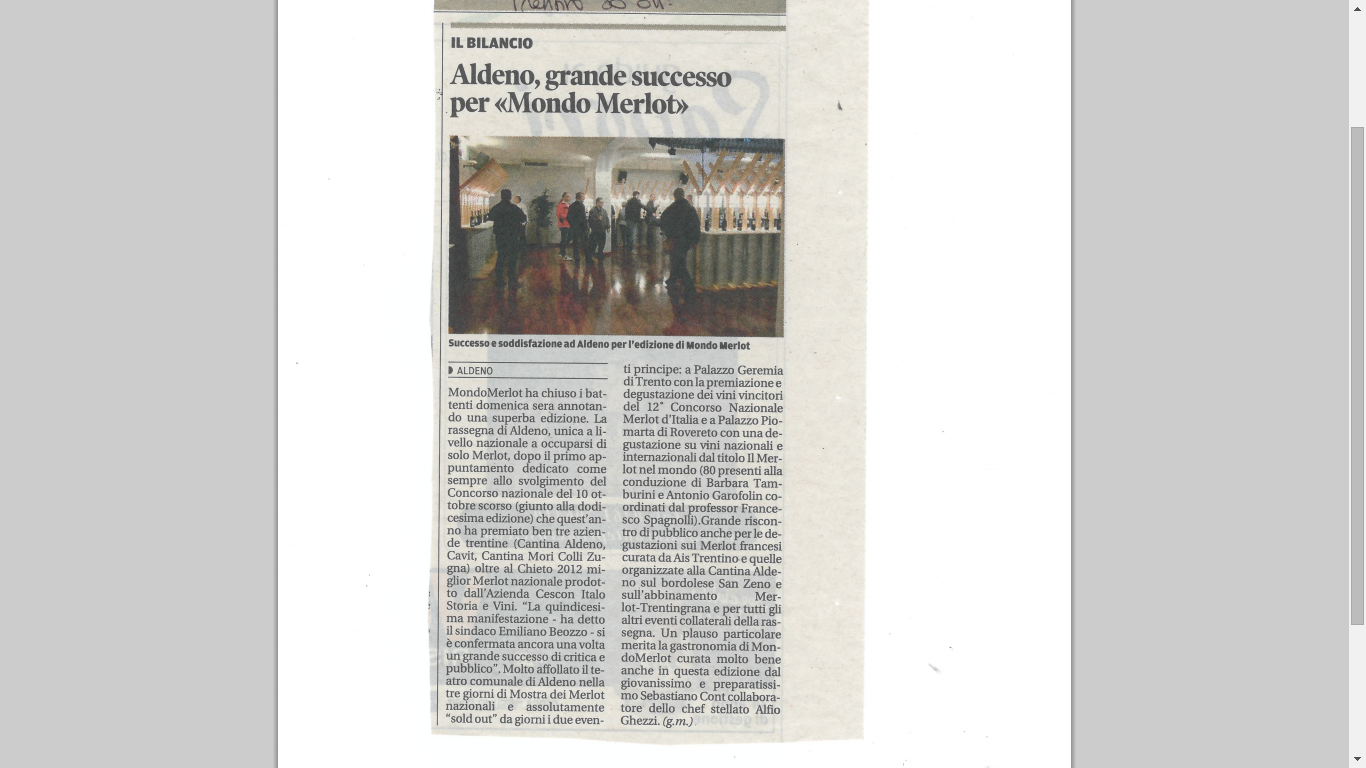 IL BILANCIO
Aldeno, grande successo
per «Mondo Merlot»
Successo e soddisfazione ad Aldeno per l'edizione di Mondo Merlot
ALDENO
MondoMerlot ha chiuso i bat-
tenti domenica sera annotan-
do una superba edizione. La
rassegna di Aldeno, unica a li-
vello nazionale a occuparsi di
solo Merlot, dopo il primo ap-
puntamento dedicato come
sempre allo svolgimento del
Concorso nazionale del 10 ot-
tobre scorso (giunto alla dodi-
cesima edizione) che quest'an-
no ha premiato ben tre azien-
de trentine (Cantina Aldeno,
Cavit, Cantina Mori Colli Zu-
gna) oltre al Chieto 2012 mi-
glior Merlot nazionale prodot-
to dall'Azienda Cescon Italo
Storia e Vini. “La quindicesi-
ma manifestazione - ha detto
il sindaco Emiliano Beozzo - si
è confermata ancora una volta
un grande successo di critica e
pubblico”. Molto affollato il te-
atro comunale di Aldeno nella
tre giorni di Mostra dei Merlot
nazionali e assolutamente
“sold out” da giorni i due even-
ti principe: a Palazzo Geremia
di Trento con la premiazione e
degustazione dei vini vincitori
del 12° Concorso Nazionale
Merlot d'Italia e a Palazzo Pio-
marta di Rovereto con una de-
gustazione su vini nazionali e
internazionali dal titolo Il Mer-
lot nel mondo (80 presenti alla
conduzione di Barbara Tam-
burini e Antonio Garofolin co-
ordinati dal professor France-
sco Spagnolli).Grande riscon-
tro di pubblico anche per le de-
gustazioni sui Merlot francesi
curata da Ais Trentino e quelle
organizzate alla Cantina Alde-
no sul bordolese San Zeno e
sull'abbinamento Mer-
lot-Trentingrana e per tutti gli
altri eventi collaterali della ras-
segna. Un plauso particolare
merita la gastronomia di Mon-
doMerlot curata molto bene
anche in questa edizione dal
giovanissimo e preparatissi-
mo Sebastiano Cont collabora-
tore dello chef stellato Alfio
Ghezzi. (g.m.)